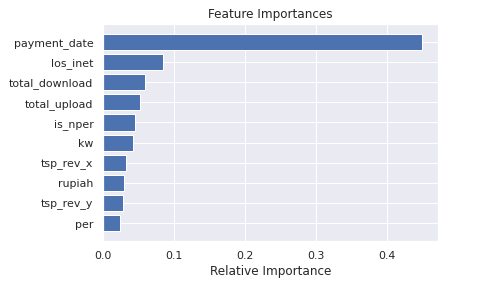 Feature Importances
payment_date
los_inet
total_download
total_upload
is_nper
kw
tsp_rev_x
rupiah
tsp_rev_y
per
0.0 0.1 0.2 0.3 0.4
Relative Importance